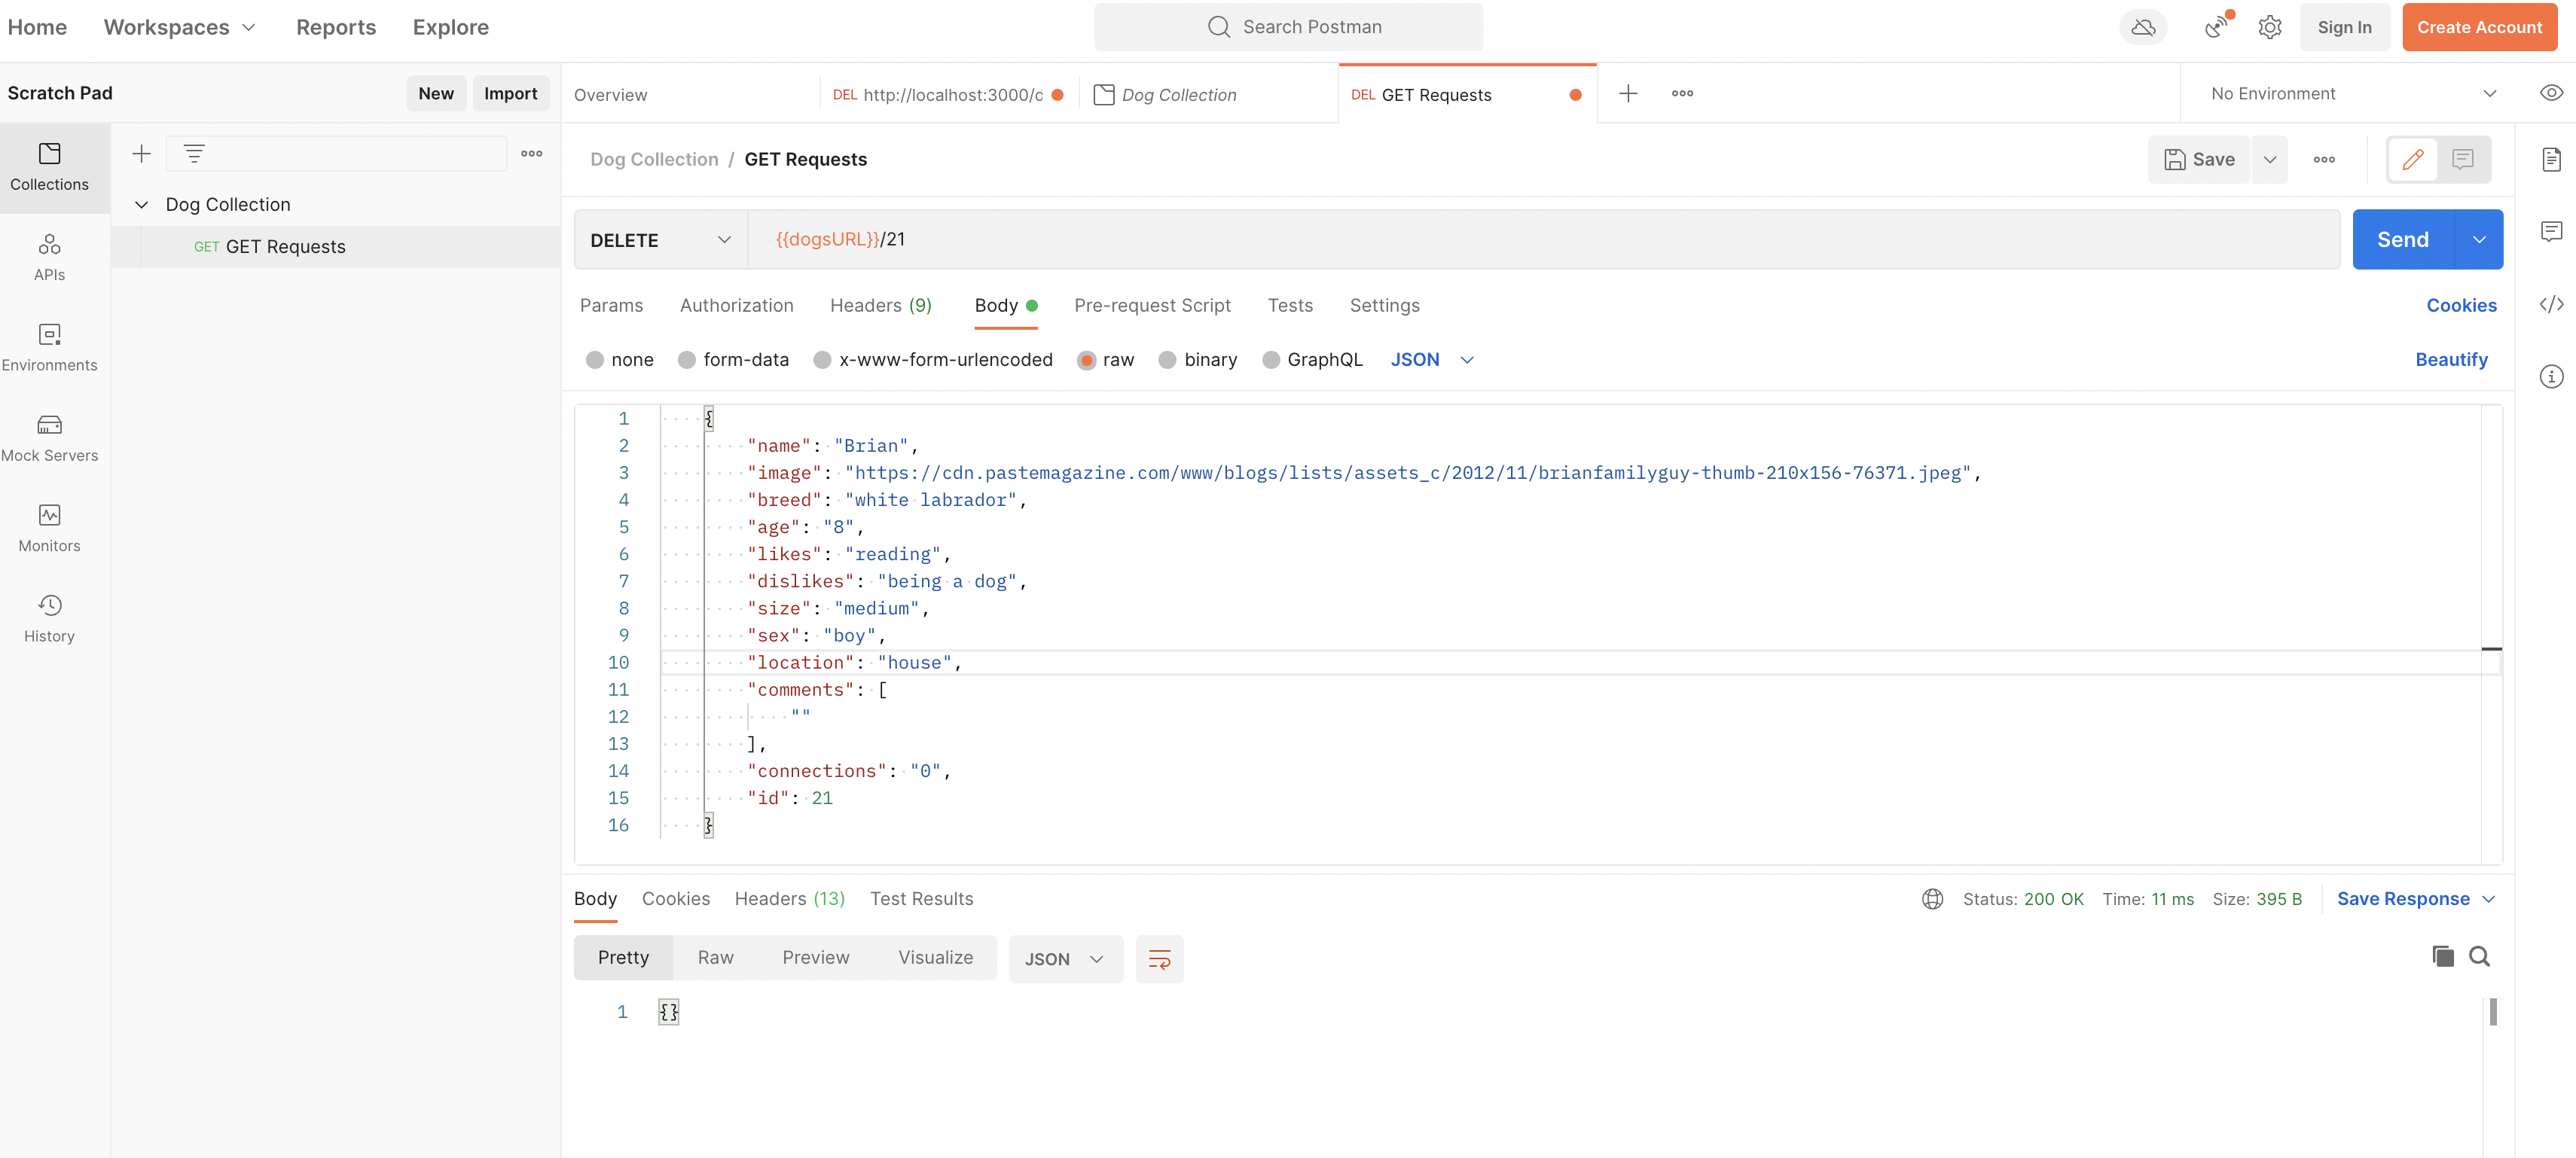 Home Workspaces Reports Explore Search Postman Sign In Create Account
Scratch Pad New Import Overview DEL http://localhost:3000/d Dog Collection DEL GET Requests No Environment
Collections
APIs
Environments
Mock Servers
Monitors
History
Dog Collection
GET GET Requests
Dog Collection / GET Requests Save
DELETE {{dogsURL}}/21 Send
Params Authorization Headers (9) Body Pre-request Script Tests Settings Cookies
none form-data x-www-form-urlencoded raw binary GraphQL JSON Beautify
1 {
2 "name": "Brian",
3 "image": "https://cdn.pastemagazine.com/www/blogs/lists/assets_c/2012/11/brianfamilyguy-thumb-210x156-76371.jpeg",
4 "breed": "white labrador",
5 "age": "8",
6 "likes": "reading",
7 "dislikes": "being a dog",
8 "size": "medium",
9 "sex": "boy",
10 "location": "house",
11 "comments": [
12 ""
13 ],
14 "connections": "0",
15 "id": 21
16 }
Body Cookies Headers (13) Test Results Status: 200 OK Time: 11 ms Size: 395 B Save Response
Pretty Raw Preview Visualize JSON
1 {}